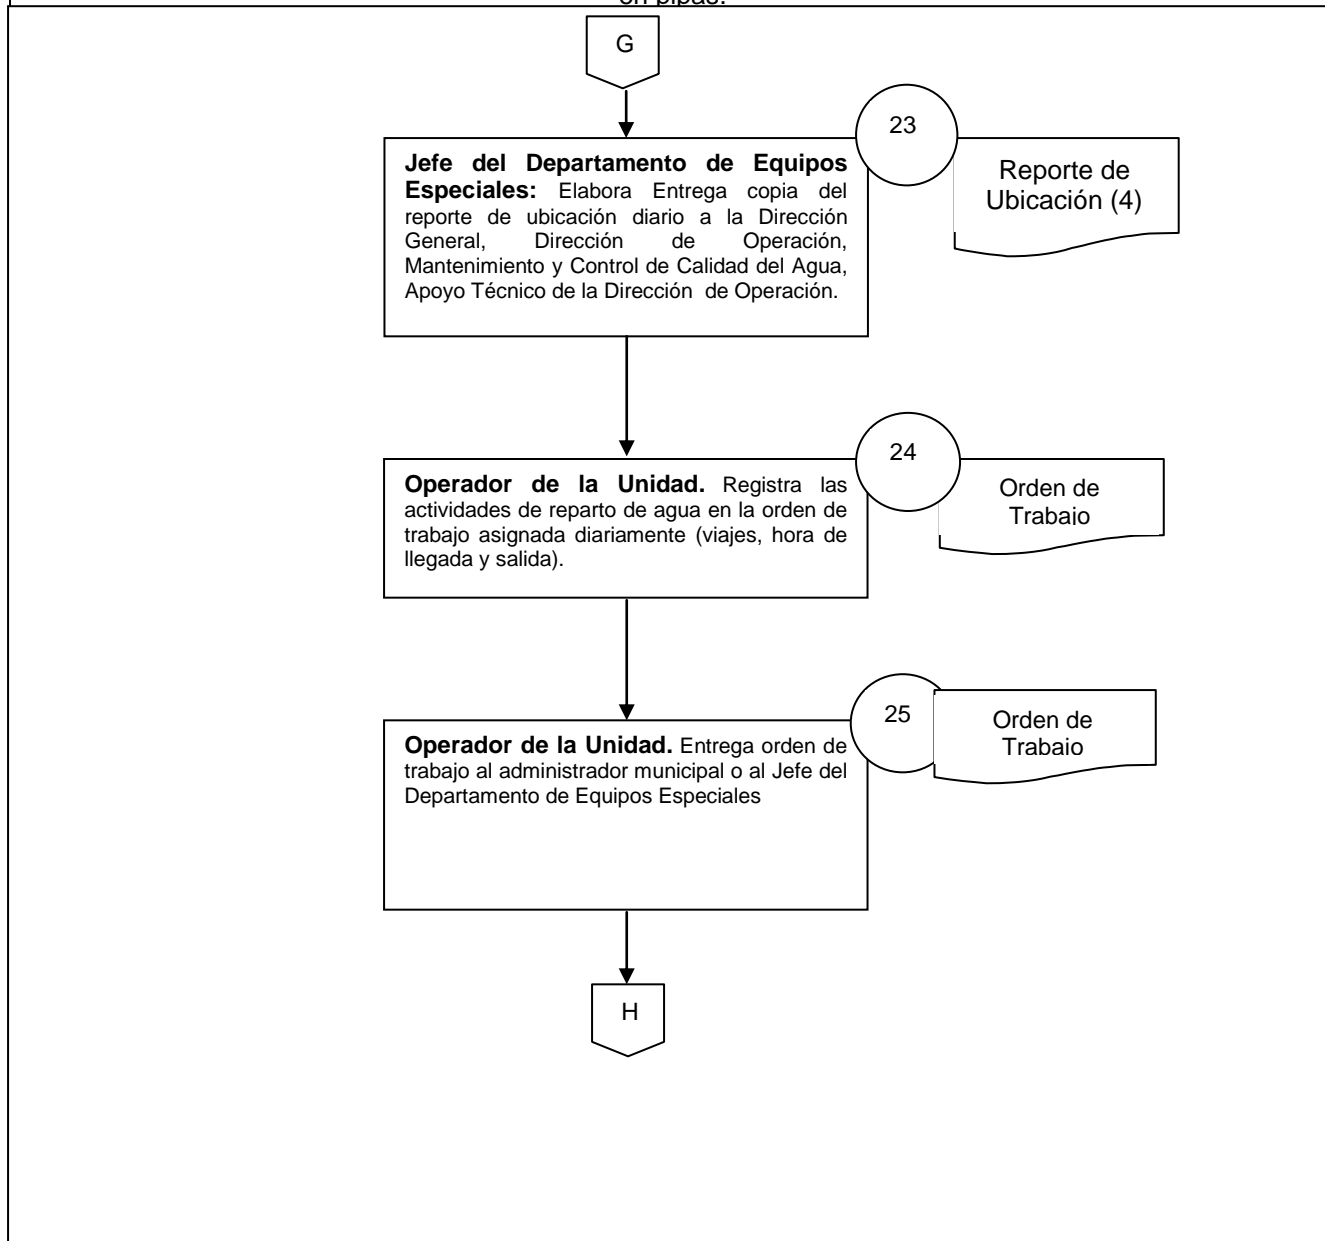 en pipas.
G
23
Jefe del Departamento de Equipos
Especiales: Elabora Entrega copia del
reporte de ubicación diario a la Dirección
General, Dirección de Operación,
Mantenimiento y Control de Calidad del Agua,
Apoyo Técnico de la Dirección de Operación.
Reporte de
Ubicación (4)
24
Operador de la Unidad. Registra las
actividades de reparto de agua en la orden de
trabajo asignada diariamente (viajes, hora de
llegada y salida).
Orden de
Trabajo
25
Operador de la Unidad. Entrega orden de
trabajo al administrador municipal o al Jefe del
Departamento de Equipos Especiales
Orden de
Trabajo
H